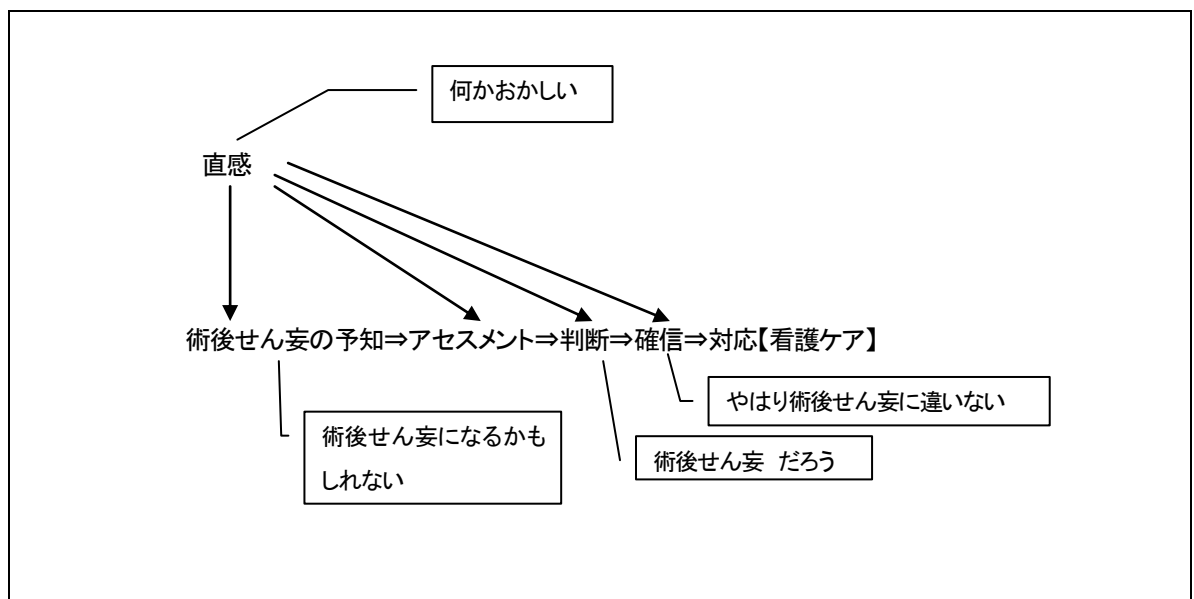 何かおかしい
直感
術後せん妄の予知⇒アセスメント⇒判断⇒確信⇒対応【看護ケア】
やはり術後せん妄に違いない
術後せん妄になるかも
しれない
術後せん妄 だろう